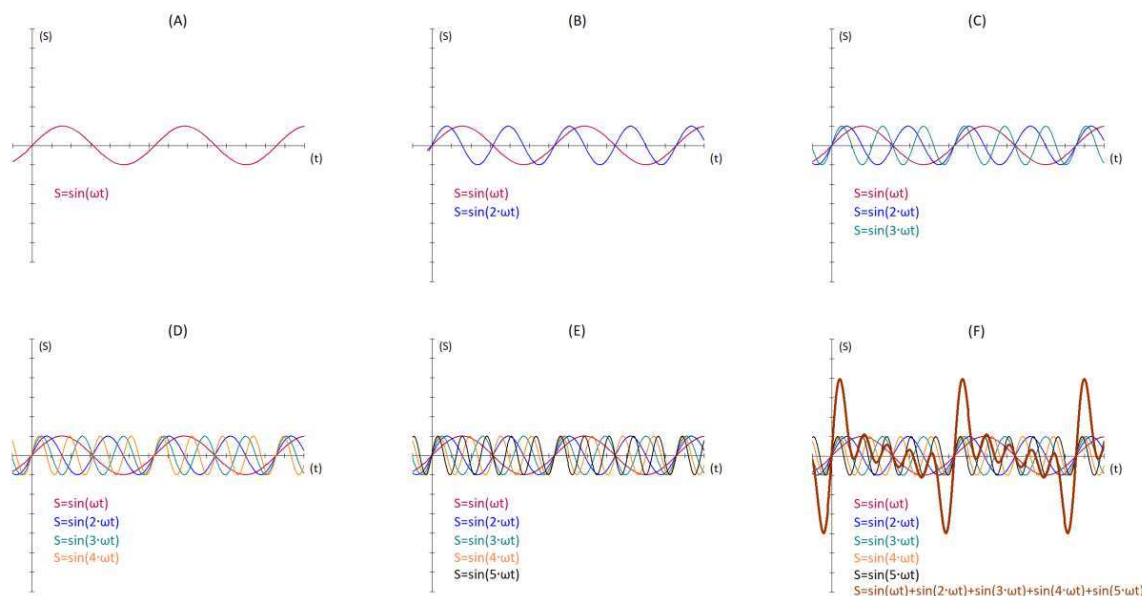 (A)
(S)
(t)
S=sin(ωt)
(B)
(S)
(t)
S=sin(ωt)
S=sin(2·ωt)
(C)
(S)
(t)
S=sin(ωt)
S=sin(2·ωt)
S=sin(3·ωt)
(D)
(S)
(t)
S=sin(ωt)
S=sin(2·ωt)
S=sin(3·ωt)
S=sin(4·ωt)
(E)
(S)
(t)
S=sin(ωt)
S=sin(2·ωt)
S=sin(3·ωt)
S=sin(4·ωt)
S=sin(5·ωt)
(F)
(S)
(t)
S=sin(ωt)
S=sin(2·ωt)
S=sin(3·ωt)
S=sin(4·ωt)
S=sin(5·ωt)
S=sin(ωt)+sin(2·ωt)+sin(3·ωt)+sin(4·ωt)+sin(5·ωt)